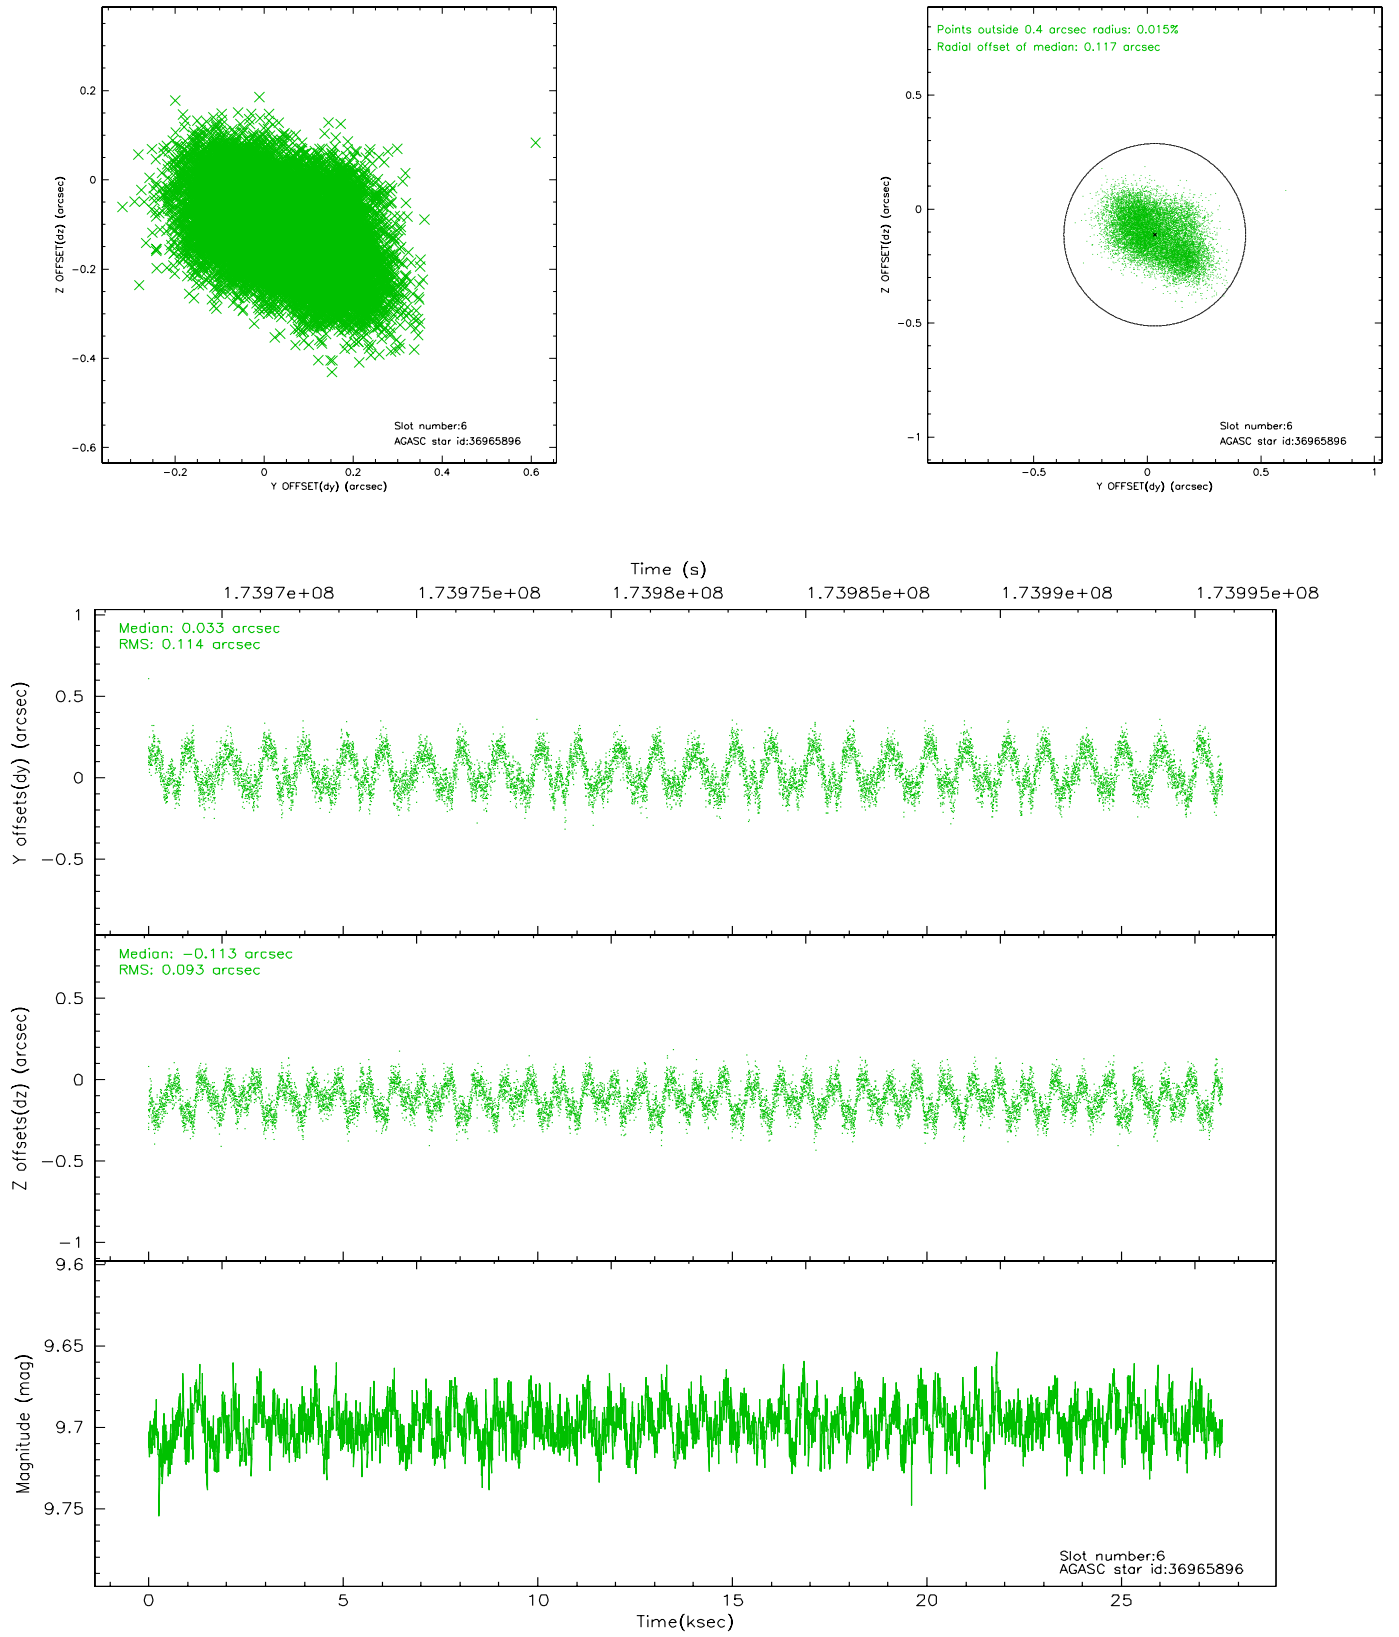 0.2
0
−0.2
−0.4
−0.6
Z OFFSET(dz) (arcsec)
−0.2
0
0.2
0.4
0.6
Y OFFSET(dy) (arcsec)
Slot number:6
AGASC star id:36965896
Points outside 0.4 arcsec radius: 0.015%
Radial offset of median: 0.117 arcsec
0.5
0
−0.5
−1
Z OFFSET(dz) (arcsec)
−0.5
0
0.5
1
Y OFFSET(dy) (arcsec)
Slot number:6
AGASC star id:36965896
Time (s)
1.7397e+08
1.73975e+08
1.7398e+08
1.73985e+08
1.7399e+08
1.73995e+08
Median: 0.033 arcsec
RMS: 0.114 arcsec
1
0.5
0
−0.5
Y offsets(dy) (arcsec)
Median: −0.113 arcsec
RMS: 0.093 arcsec
0.5
0
−0.5
−1
Z offsets(dz) (arcsec)
9.6
9.65
9.7
9.75
Magnitude (mag)
Slot number:6
AGASC star id:36965896
0
5
10
15
20
25
Time(ksec)